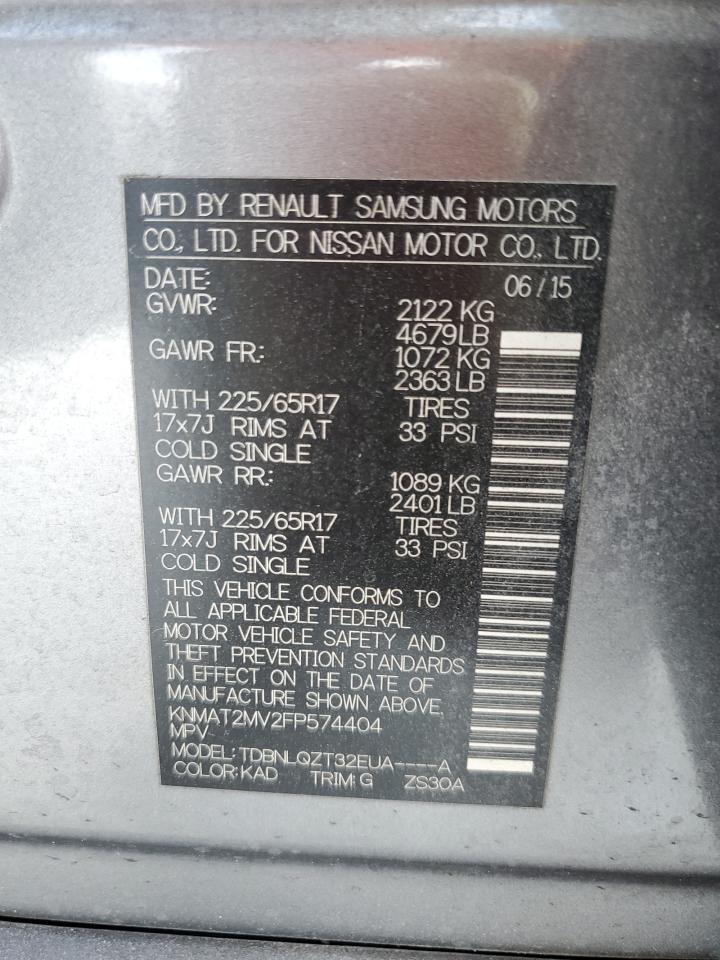 MFD BY RENAULT SAMSUNG MOTORS
CO., LTD. FOR NISSAN MOTOR CO., LTD.
DATE: 06/15
GVWR: 2122 KG
4679LB
GAWR FR.: 1072 KG
2363LB
WITH 225/65R17 TIRES
17x7J RIMS AT 33 PSI
COLD SINGLE
GAWR RR.: 1089 KG
2401LB
WITH 225/65R17 TIRES
17x7J RIMS AT 33 PSI
COLD SINGLE
THIS VEHICLE CONFORMS TO
ALL APPLICABLE FEDERAL
MOTOR VEHICLE SAFETY AND
THEFT PREVENTION STANDARDS
IN EFFECT ON THE DATE OF
MANUFACTURE SHOWN ABOVE.
KNMAT2MV2FP574404
MPV
MODEL: TDBNLQZT32EUA----A
COLOR: KAD TRIM: G ZS30A